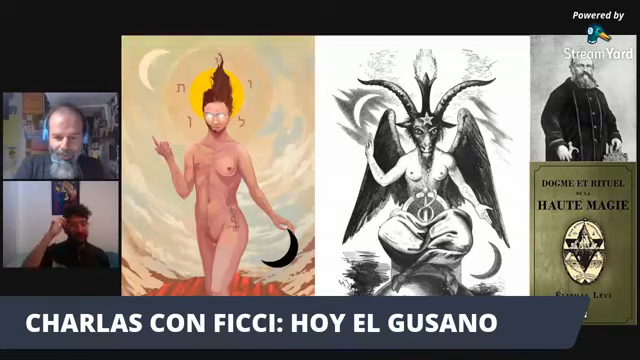 Powered by
StreamYard
ת
ו
ו
ל
DOGME ET RITUEL
DE LA
HAUTE MAGIE
ÉLIPHAS LÉVI
CHARLAS CON FICCI: HOY EL GUSANO